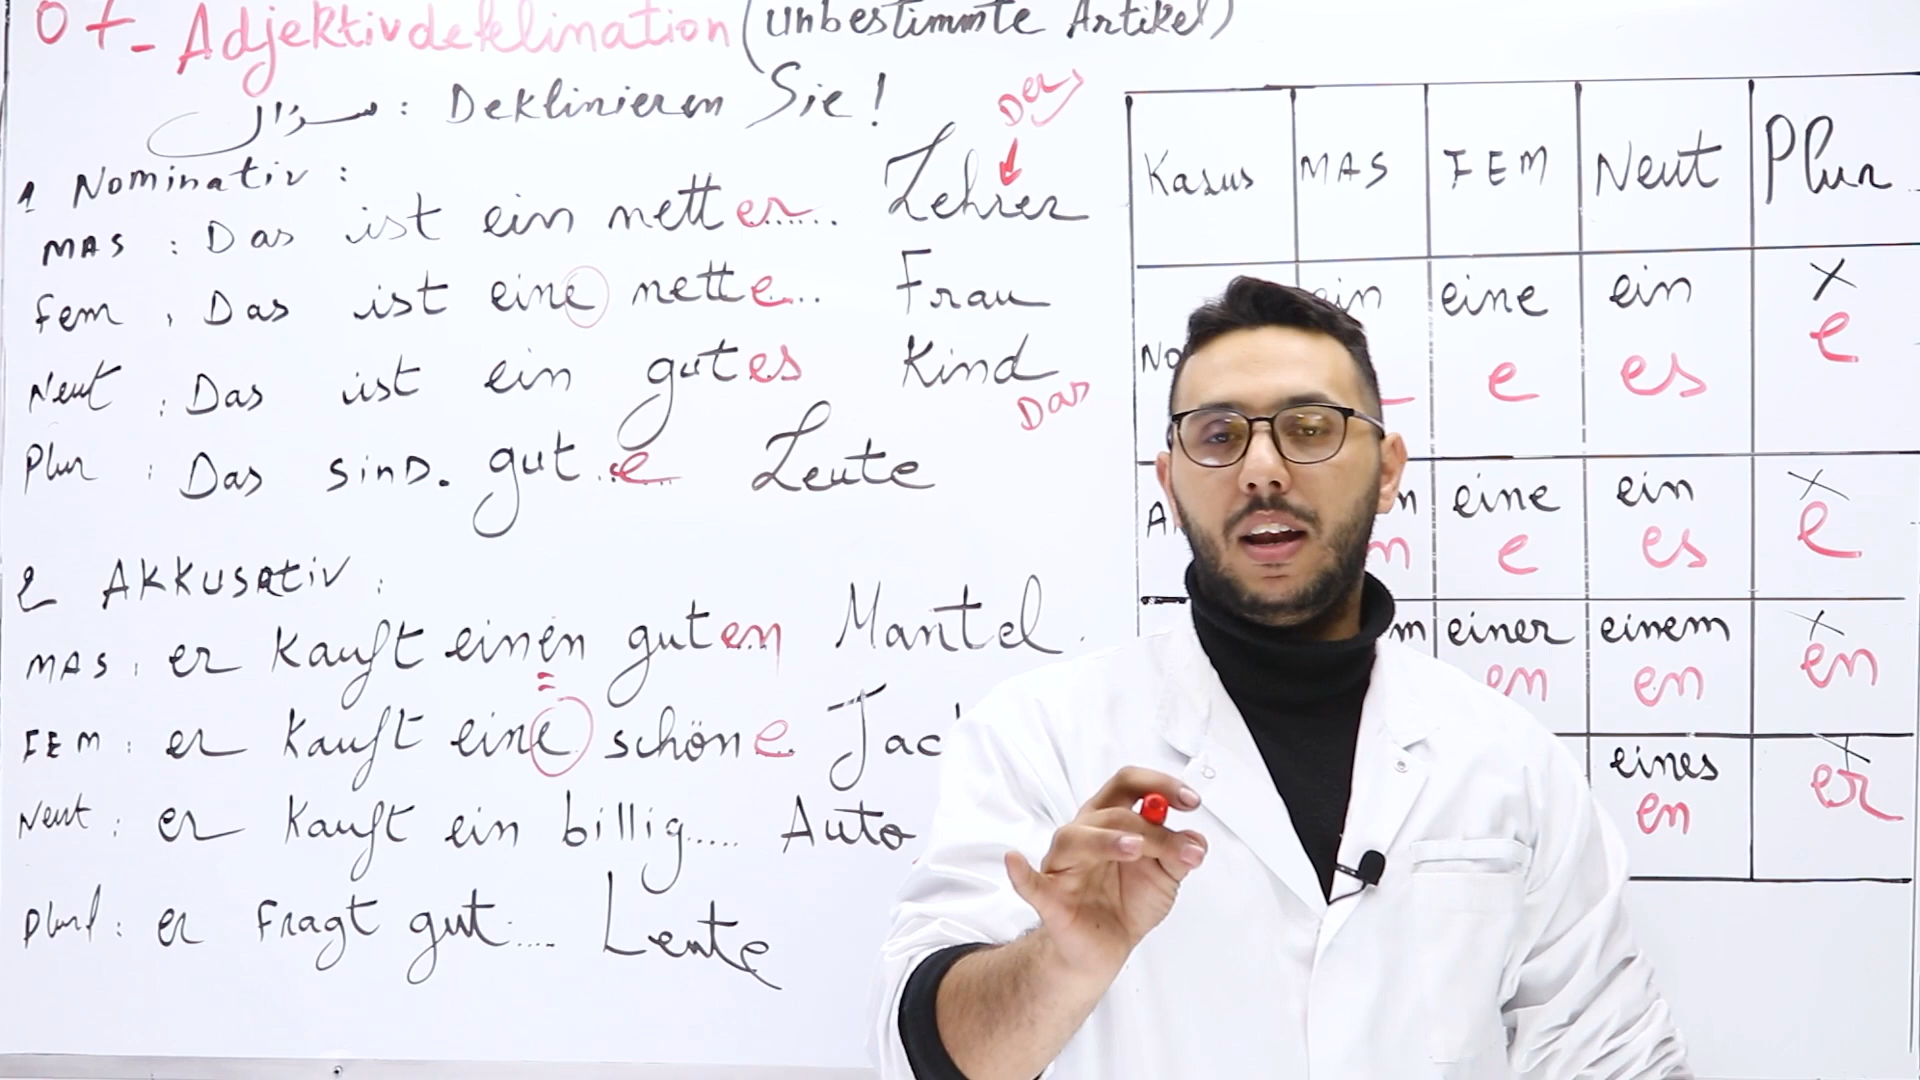 07- Adjektivdeklination (Unbestimmte Artikel)
سؤال : Deklinieren Sie!
1 Nominativ :
MAS : Das ist ein netter...... Lehrer
Der
Fem : Das ist eine nette... Frau
Neut : Das ist ein gutes Kind
Das
Plur : Das sind. gut..e... Leute
2 Akkusativ :
MAS : er kauft einen guten Mantel.
FEM : er kauft eine schöne. Jac
Neut : er kauft ein billig..... Auto
Plurl : er fragt gut.... Leute
Kasus MAS FEM Neut Plur
No ein eine ein X
e es e
A n eine ein X
n e es e
m einer einem X
en en en
eines X
en er